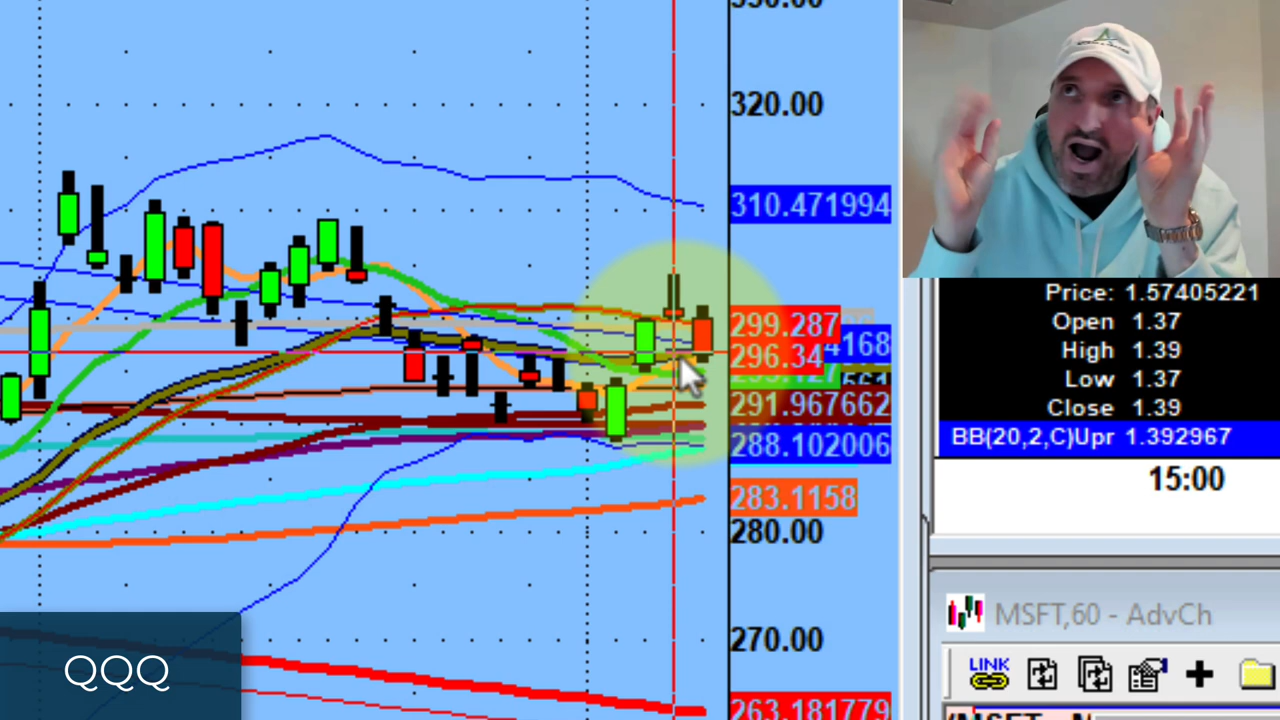 320.00
310.471994
299.287
4168
296.34
291.967662
288.102006
283.1158
280.00
270.00
263.181779
QQQ
Price: 1.57405221
Open 1.37
High 1.39
Low 1.37
Close 1.39
BB(20,2,C)Upr 1.392967
15:00
MSFT,60 - AdvCh
LINK